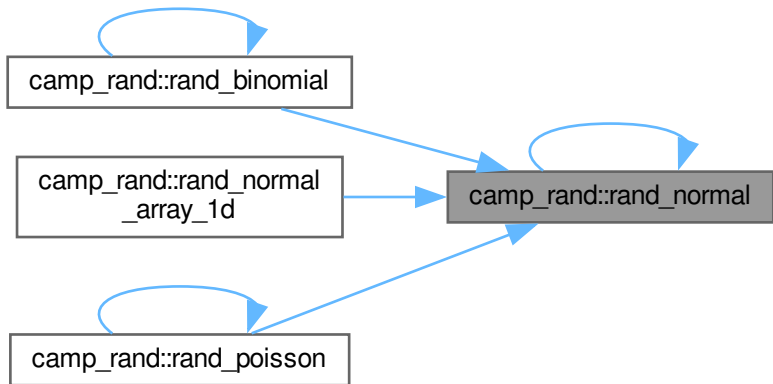 camp_rand::rand_binomial
camp_rand::rand_normal
_array_1d
camp_rand::rand_normal
camp_rand::rand_poisson